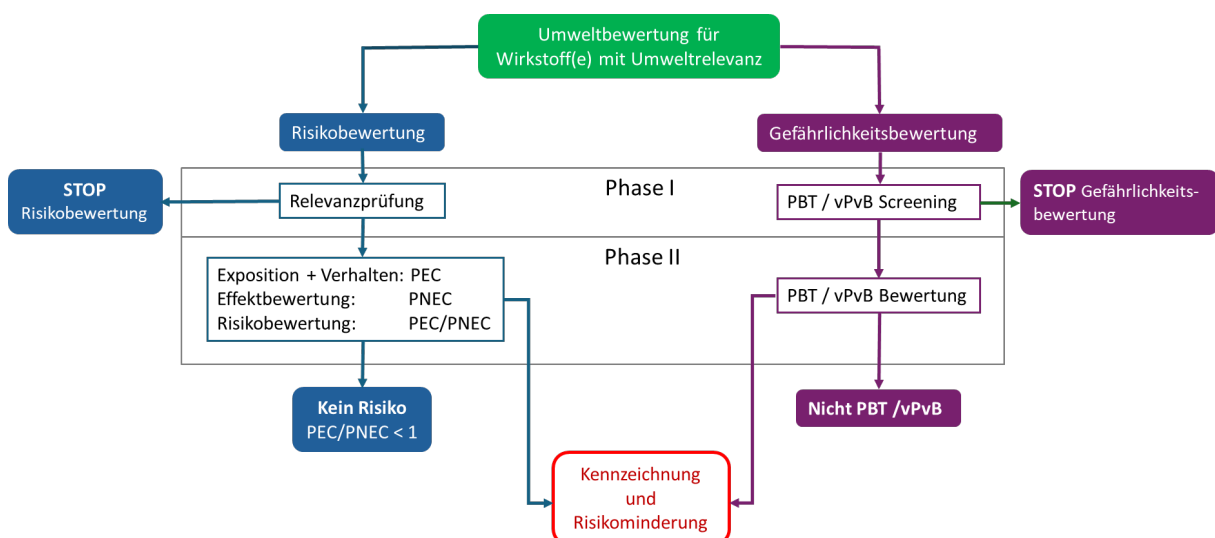 Umweltbewertung für
Wirkstoff(e) mit Umweltrelevanz
Risikobewertung
Gefährlichkeitsbewertung
Phase I
STOP
Risikobewertung
Relevanzprüfung
PBT / vPvB Screening
STOP Gefährlichkeits-
bewertung
Phase II
Exposition + Verhalten: PEC
Effektbewertung: PNEC
Risikobewertung: PEC/PNEC
PBT / vPvB Bewertung
Kein Risiko
PEC/PNEC < 1
Nicht PBT /vPvB
Kennzeichnung
und
Risikominderung